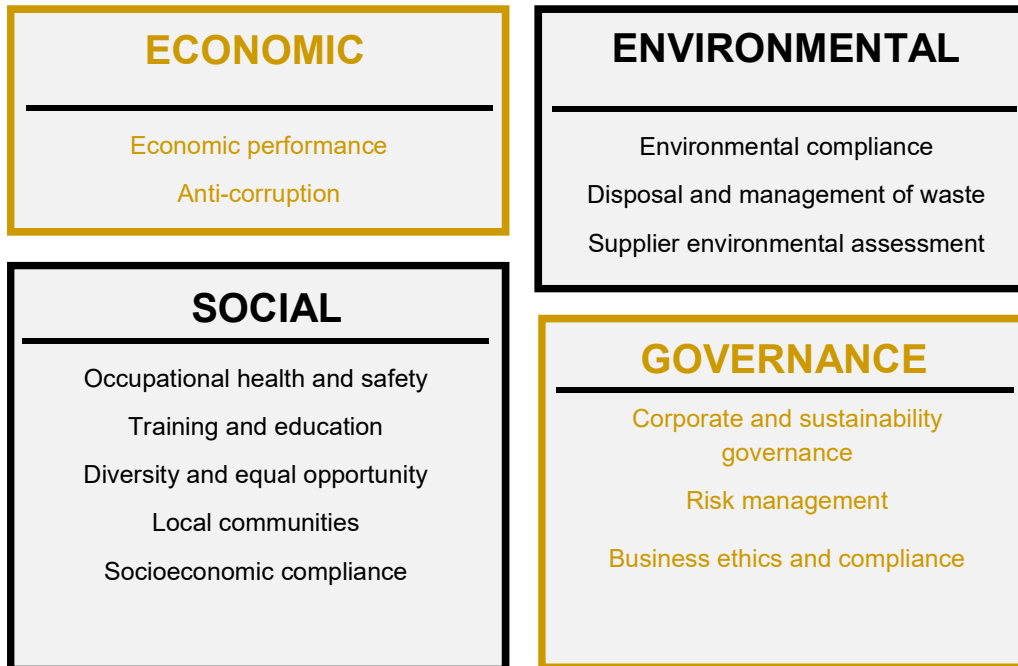 ECONOMIC
Economic performance
Anti-corruption
ENVIRONMENTAL
Environmental compliance
Disposal and management of waste
Supplier environmental assessment
SOCIAL
Occupational health and safety
Training and education
Diversity and equal opportunity
Local communities
Socioeconomic compliance
GOVERNANCE
Corporate and sustainability
governance
Risk management
Business ethics and compliance